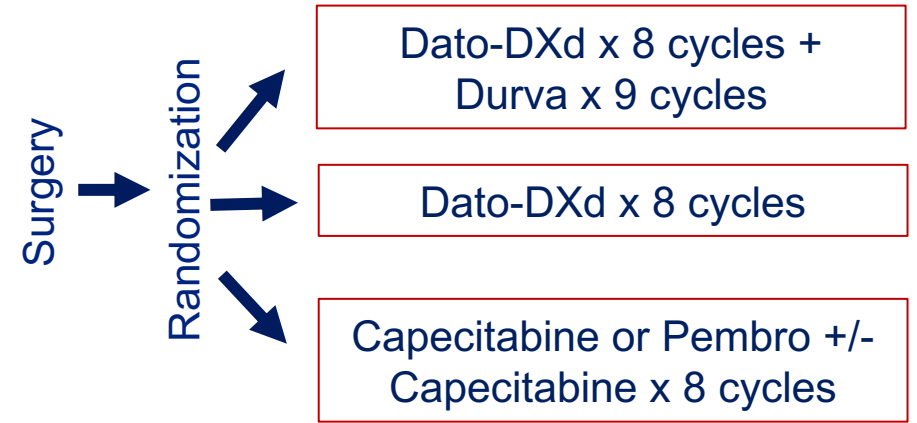 Surgery
Randomization
Dato-DXd x 8 cycles +
Durva x 9 cycles
Dato-DXd x 8 cycles
Capecitabine or Pembro +/-
Capecitabine x 8 cycles